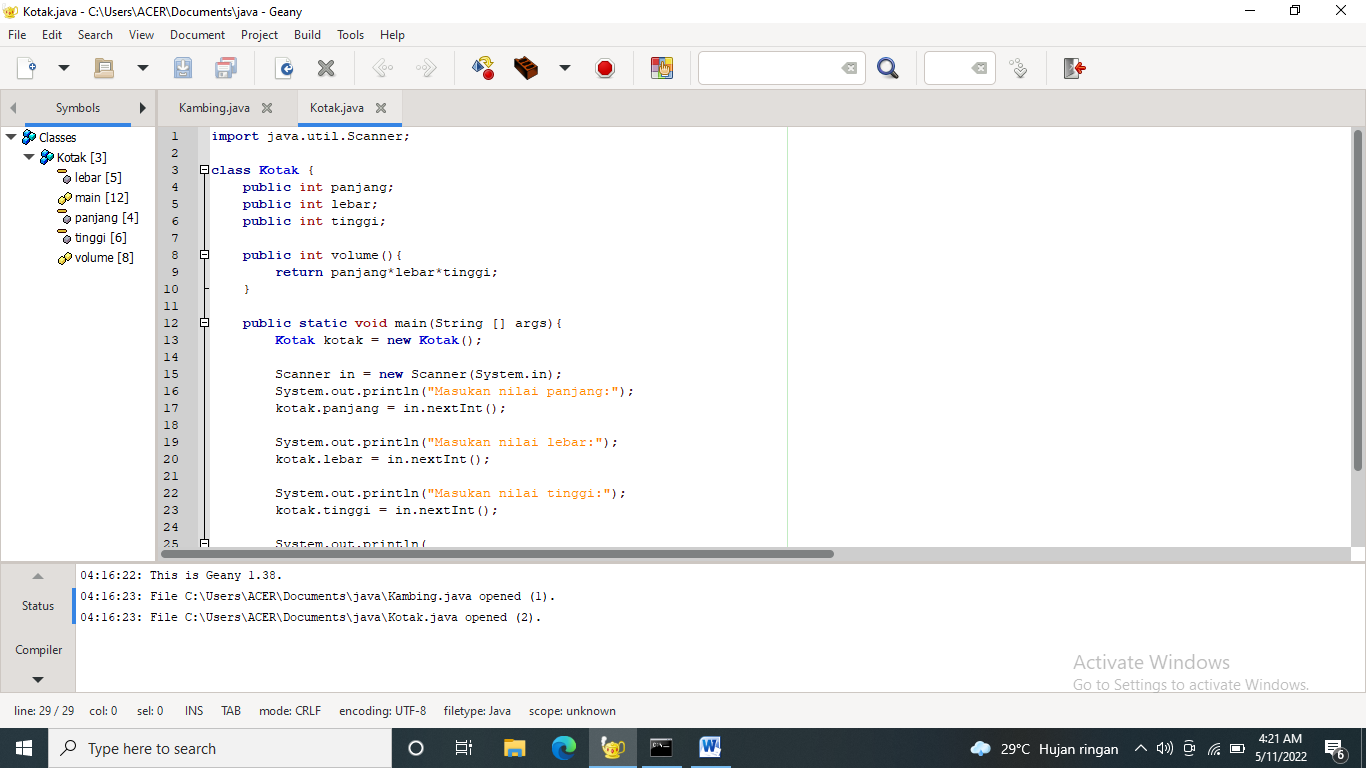 Kotak.java - C:\Users\ACER\Documents\java - Geany
File Edit Search View Document Project Build Tools Help
Symbols
Kambing.java
Kotak.java
Classes
Kotak [3]
lebar [5]
main [12]
panjang [4]
tinggi [6]
volume [8]
1 import java.util.Scanner;
2
3 class Kotak {
4 public int panjang;
5 public int lebar;
6 public int tinggi;
7
8 public int volume(){
9 return panjang*lebar*tinggi;
10 }
11
12 public static void main(String [] args){
13 Kotak kotak = new Kotak();
14
15 Scanner in = new Scanner(System.in);
16 System.out.println("Masukan nilai panjang:");
17 kotak.panjang = in.nextInt();
18
19 System.out.println("Masukan nilai lebar:");
20 kotak.lebar = in.nextInt();
21
22 System.out.println("Masukan nilai tinggi:");
23 kotak.tinggi = in.nextInt();
24
25 System.out.println(
Status
Compiler
04:16:22: This is Geany 1.38.
04:16:23: File C:\Users\ACER\Documents\java\Kambing.java opened (1).
04:16:23: File C:\Users\ACER\Documents\java\Kotak.java opened (2).
Activate Windows
Go to Settings to activate Windows.
line: 29 / 29 col: 0 sel: 0 INS TAB mode: CRLF encoding: UTF-8 filetype: Java scope: unknown
Type here to search
29°C Hujan ringan
4:21 AM
5/11/2022
6